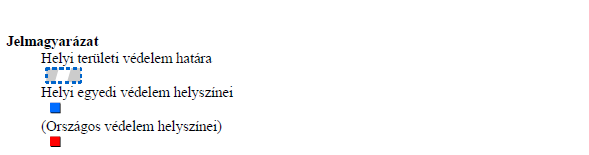 Jelmagyarázat
Helyi területi védelem határa
Helyi egyedi védelem helyszínei
(Országos védelem helyszínei)